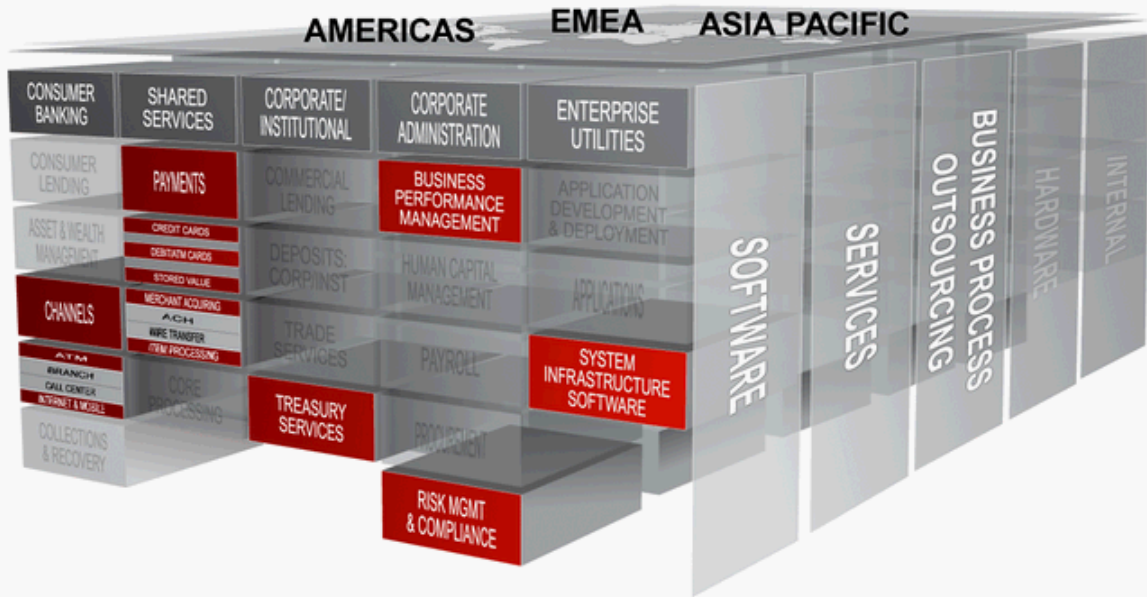 AMERICAS
EMEA
ASIA PACIFIC
CONSUMER
BANKING
SHARED
SERVICES
CORPORATE/
INSTITUTIONAL
CORPORATE
ADMINISTRATION
ENTERPRISE
UTILITIES
CONSUMER
LENDING
ASSET & WEALTH
MANAGEMENT
CHANNELS
ATM
BRANCH
CALL CENTER
INTERNET & MOBILE
COLLECTIONS
& RECOVERY
PAYMENTS
CREDIT CARDS
DEBIT/ATM CARDS
STORED VALUE
MERCHANT ACQUIRING
ACH
WIRE TRANSFER
ITEM PROCESSING
CORE
PROCESSING
COMMERCIAL
LENDING
DEPOSITS:
CORP/INST
TRADE
SERVICES
TREASURY
SERVICES
BUSINESS
PERFORMANCE
MANAGEMENT
HUMAN CAPITAL
MANAGEMENT
PAYROLL
PROCUREMENT
RISK MGMT
& COMPLIANCE
APPLICATION
DEVELOPMENT
& DEPLOYMENT
APPLICATIONS
SYSTEM
INFRASTRUCTURE
SOFTWARE
SOFTWARE
SERVICES
BUSINESS PROCESS
OUTSOURCING
HARDWARE
INTERNAL